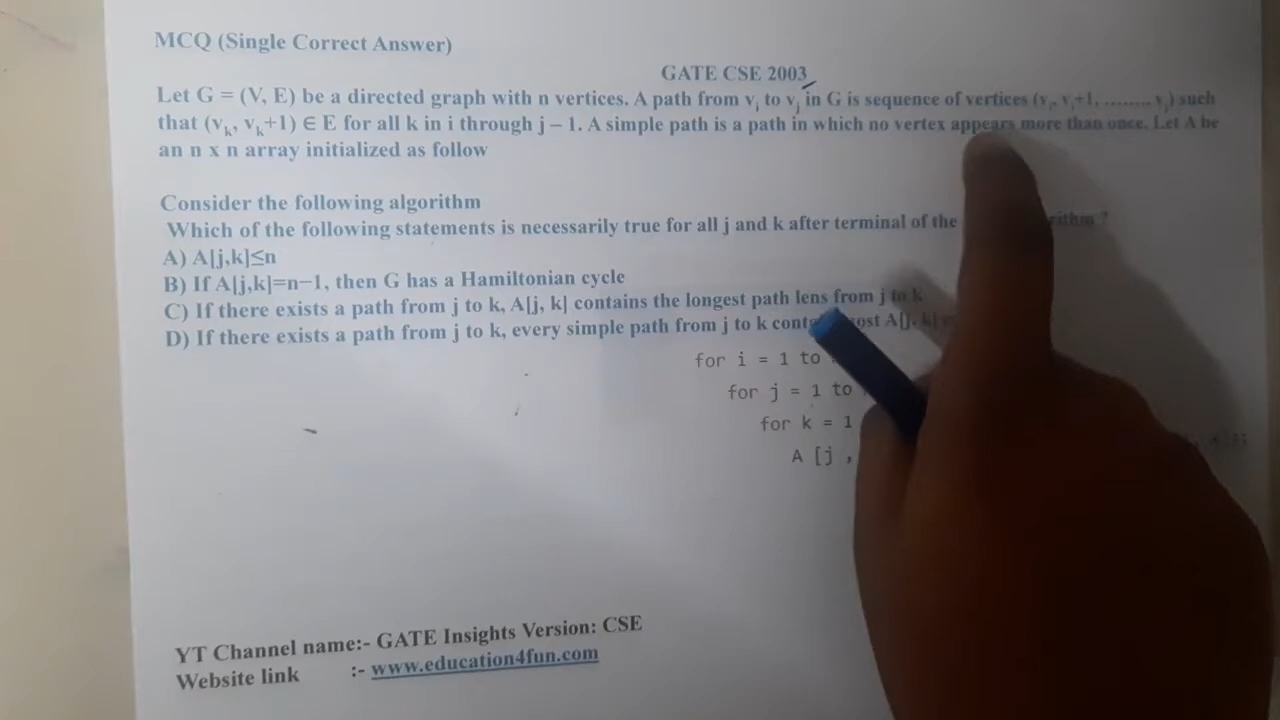 MCQ (Single Correct Answer)
GATE CSE 2003
Let G = (V, E) be a directed graph with n vertices. A path from vi to vj in G is sequence of vertices (vi, vi+1, ........ vj) such
that (vk, vk+1) ∈ E for all k in i through j – 1. A simple path is a path in which no vertex appears more than once. Let A be
an n x n array initialized as follow
Consider the following algorithm
Which of the following statements is necessarily true for all j and k after terminal of the
A) A[j,k]≤n
B) If A[j,k]=n−1, then G has a Hamiltonian cycle
C) If there exists a path from j to k, A[j, k] contains the longest path lens from j to k
D) If there exists a path from j to k, every simple path from j to k A[j, k]
for i = 1 to
for j = 1 to
for k = 1
A [j ,
YT Channel name:- GATE Insights Version: CSE
Website link :- www.education4fun.com